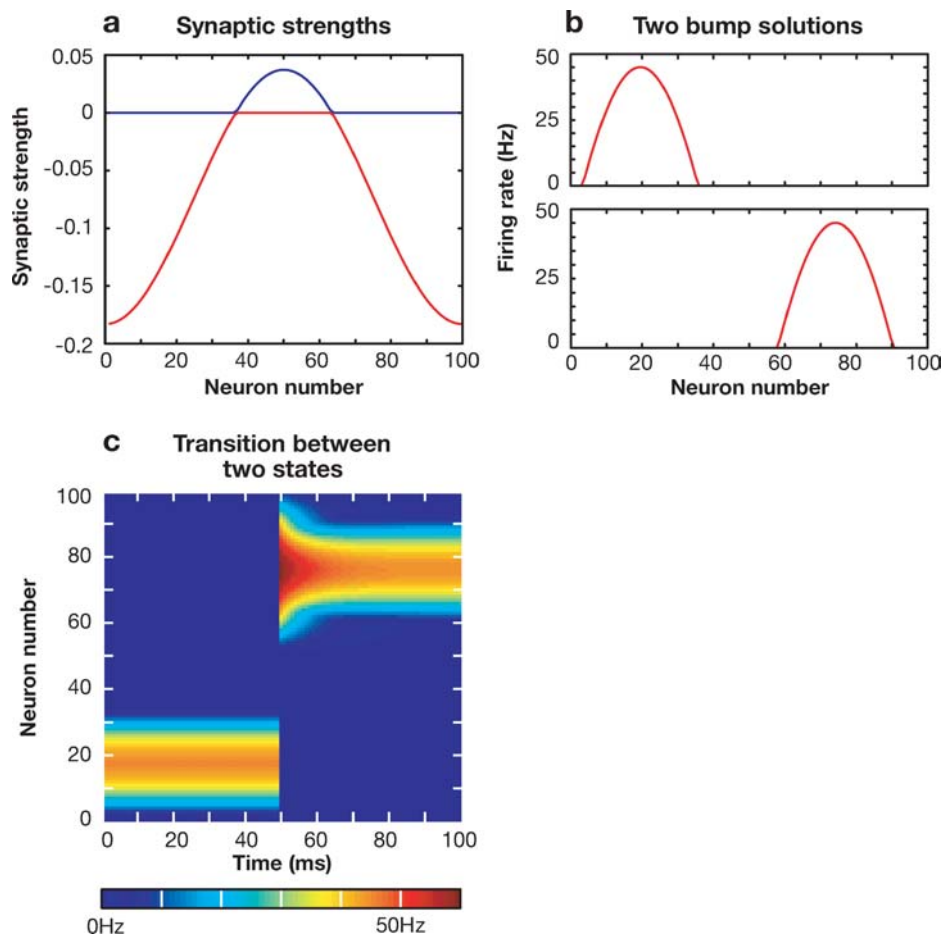 a Synaptic strengths
0.05
0
-0.05
-0.1
-0.15
-0.2
Synaptic strength
0 20 40 60 80 100
Neuron number
b Two bump solutions
50
25
0
50
25
0
Firing rate (Hz)
0 20 40 60 80 100
Neuron number
c Transition between
two states
100
80
60
40
20
0
Neuron number
0 20 40 60 80 100
Time (ms)
0Hz 50Hz